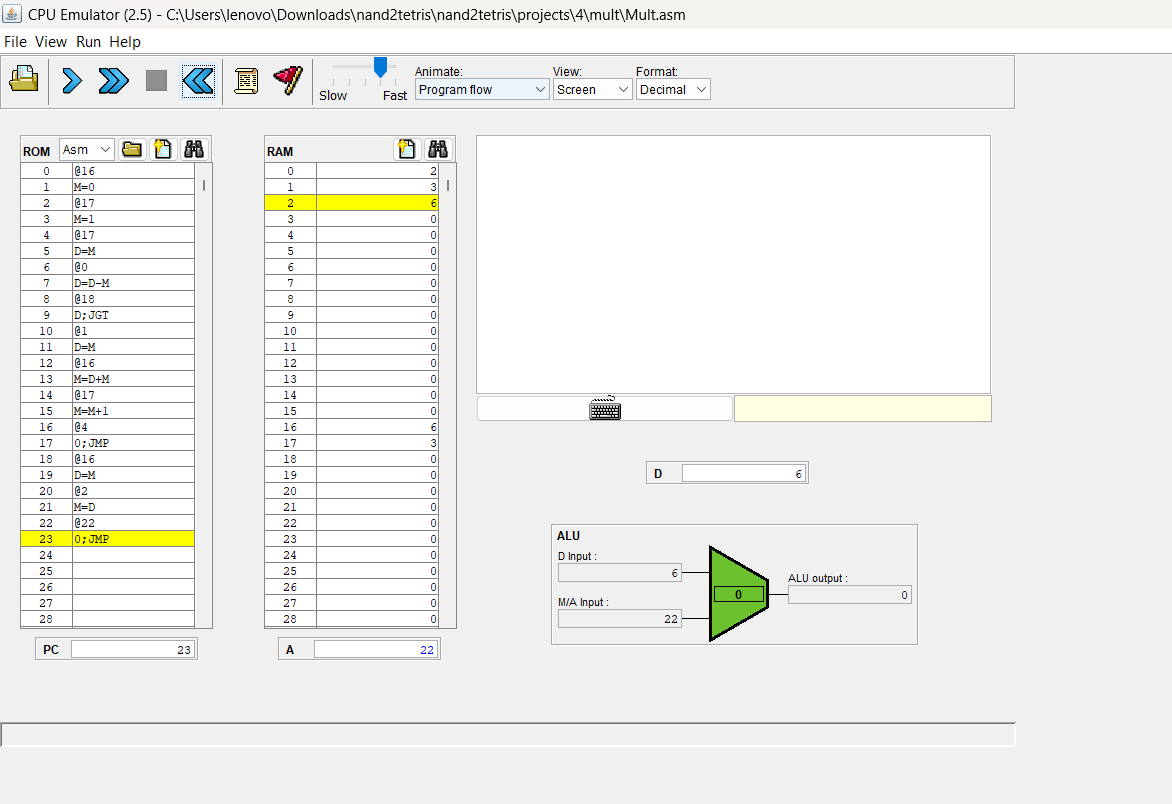 CPU Emulator (2.5) - C:\Users\lenovo\Downloads\nand2tetris\nand2tetris\projects\4\mult\Mult.asm
File View Run Help
Slow Fast
Animate: View: Format:
Program flow Screen Decimal
ROM Asm
0 @16
1 M=0
2 @17
3 M=1
4 @17
5 D=M
6 @0
7 D=D-M
8 @18
9 D;JGT
10 @1
11 D=M
12 @16
13 M=D+M
14 @17
15 M=M+1
16 @4
17 0;JMP
18 @16
19 D=M
20 @2
21 M=D
22 @22
23 0;JMP
24
25
26
27
28
PC 23
RAM
0 2
1 3
2 6
3 0
4 0
5 0
6 0
7 0
8 0
9 0
10 0
11 0
12 0
13 0
14 0
15 0
16 6
17 3
18 0
19 0
20 0
21 0
22 0
23 0
24 0
25 0
26 0
27 0
28 0
A 22
D 6
ALU
D Input :
6
M/A Input :
22
0
ALU output :
0